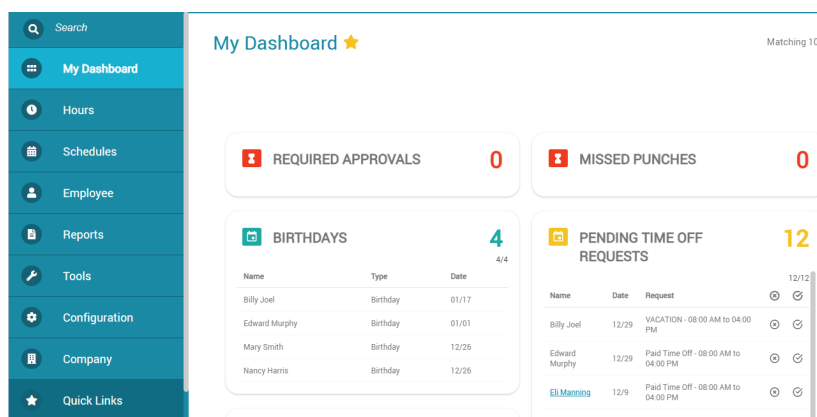 Search
My Dashboard
Hours
Schedules
Employee
Reports
Tools
Configuration
Company
Quick Links
My Dashboard
Matching 10
REQUIRED APPROVALS 0
MISSED PUNCHES 0
BIRTHDAYS 4
4/4
Name Type Date
Billy Joel Birthday 01/17
Edward Murphy Birthday 01/01
Mary Smith Birthday 12/26
Nancy Harris Birthday 12/26
PENDING TIME OFF 12
REQUESTS
12/12
Name Date Request
Billy Joel 12/29 VACATION - 08:00 AM to 04:00
PM
Edward
Murphy 12/29 Paid Time Off - 08:00 AM to
04:00 PM
Eli Manning 12/9 Paid Time Off - 08:00 AM to
04:00 PM